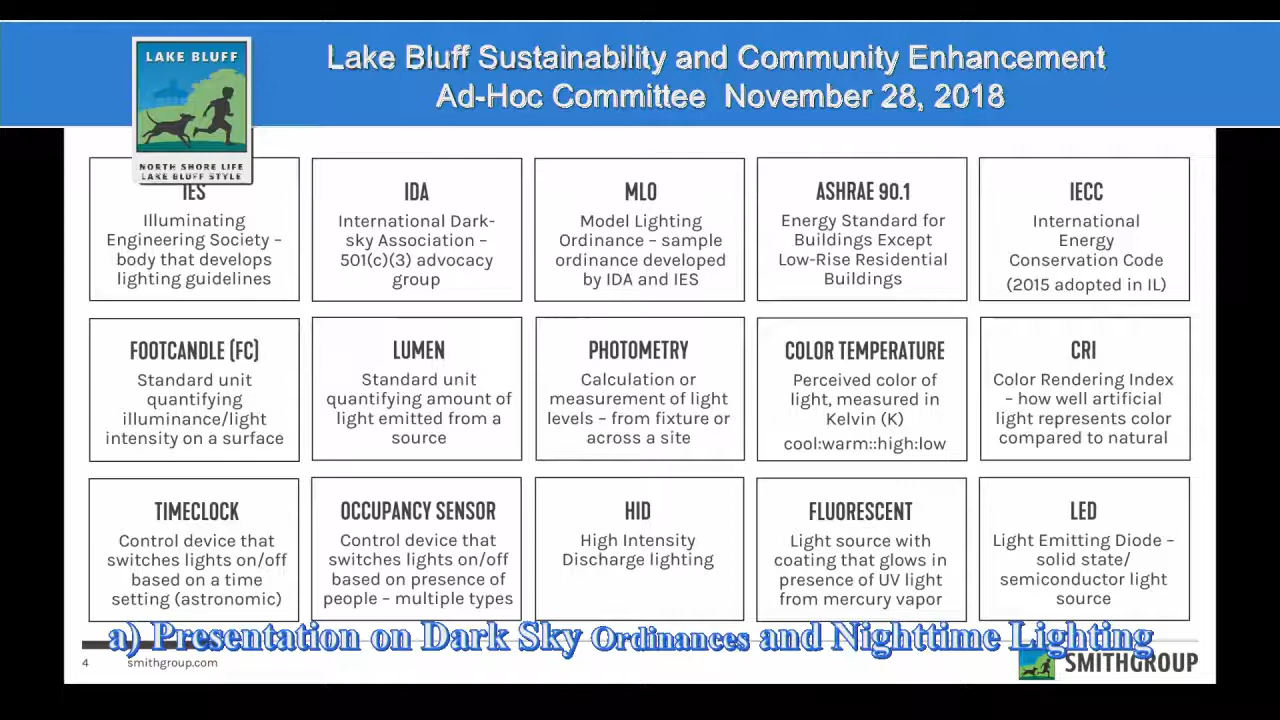 LAKE BLUFF
NORTH SHORE LIFE
LAKE BLUFF STYLE
Lake Bluff Sustainability and Community Enhancement
Ad-Hoc Committee November 28, 2018
IES
Illuminating
Engineering Society –
body that develops
lighting guidelines
IDA
International Dark-
sky Association –
501(c)(3) advocacy
group
MLO
Model Lighting
Ordinance – sample
ordinance developed
by IDA and IES
ASHRAE 90.1
Energy Standard for
Buildings Except
Low-Rise Residential
Buildings
IECC
International
Energy
Conservation Code
(2015 adopted in IL)
FOOTCANDLE (FC)
Standard unit
quantifying
illuminance/light
intensity on a surface
LUMEN
Standard unit
quantifying amount of
light emitted from a
source
PHOTOMETRY
Calculation or
measurement of light
levels – from fixture or
across a site
COLOR TEMPERATURE
Perceived color of
light, measured in
Kelvin (K)
cool:warm::high:low
CRI
Color Rendering Index
– how well artificial
light represents color
compared to natural
TIMECLOCK
Control device that
switches lights on/off
based on a time
setting (astronomic)
OCCUPANCY SENSOR
Control device that
switches lights on/off
based on presence of
people – multiple types
HID
High Intensity
Discharge lighting
FLUORESCENT
Light source with
coating that glows in
presence of UV light
from mercury vapor
LED
Light Emitting Diode –
solid state/
semiconductor light
source
a) Presentation on Dark Sky Ordinances and Nighttime Lighting
4 smithgroup.com
SMITHGROUP